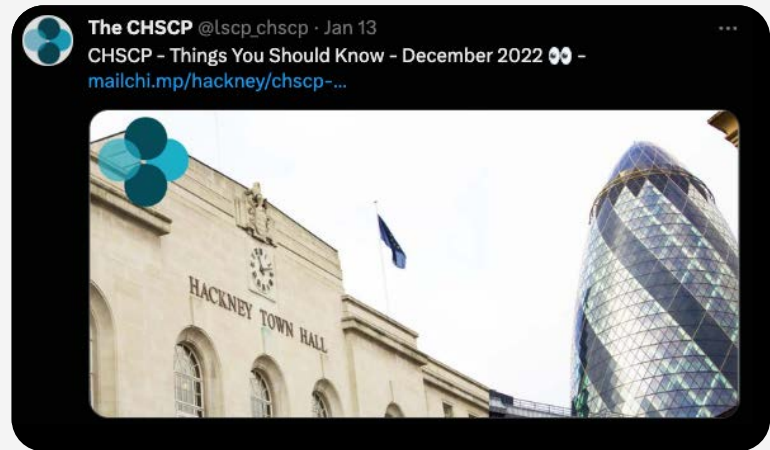 The CHSCP @lscp_chscp · Jan 13
CHSCP - Things You Should Know - December 2022 👀 -
mailchi.mp/hackney/chscp-...
HACKNEY TOWN HALL